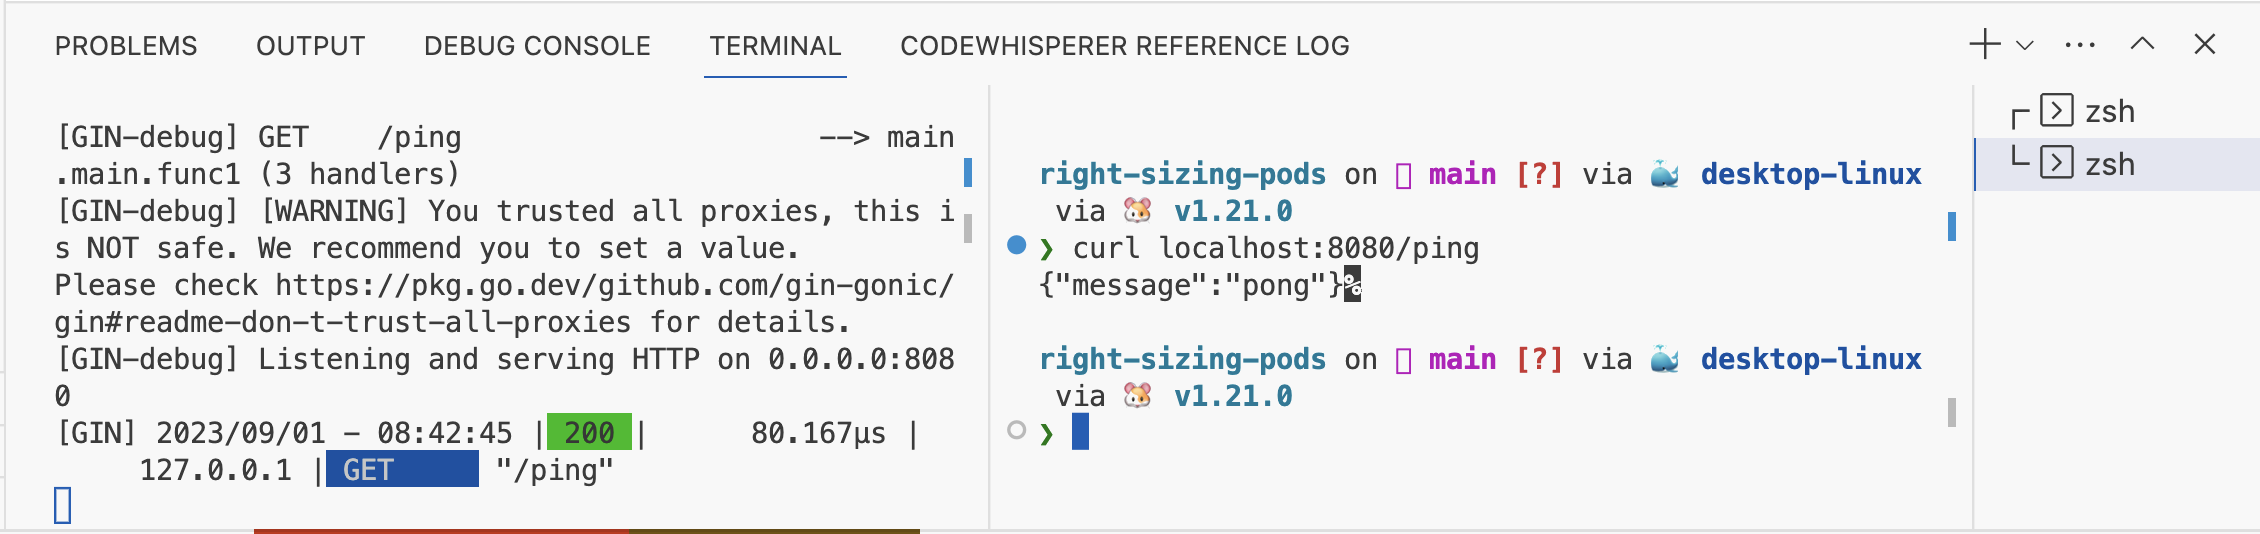 PROBLEMS OUTPUT DEBUG CONSOLE TERMINAL CODEWHISPERER REFERENCE LOG
[GIN-debug] GET    /ping                     --> main
.main.func1 (3 handlers)
[GIN-debug] [WARNING] You trusted all proxies, this i
s NOT safe. We recommend you to set a value.
Please check https://pkg.go.dev/github.com/gin-gonic/
gin#readme-don-t-trust-all-proxies for details.
[GIN-debug] Listening and serving HTTP on 0.0.0.0:808
0
[GIN] 2023/09/01 - 08:42:45 | 200 |      80.167µs |
     127.0.0.1 | GET      "/ping"
right-sizing-pods on main [?] via 🐳 desktop-linux
via 🐹 v1.21.0
❯ curl localhost:8080/ping
{"message":"pong"}%
right-sizing-pods on main [?] via 🐳 desktop-linux
via 🐹 v1.21.0
❯
zsh
zsh